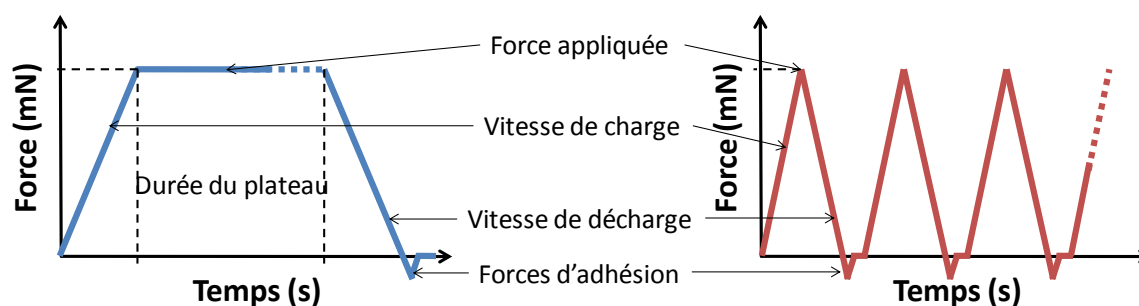 Force (mN)
Force appliquée
Vitesse de charge
Durée du plateau
Vitesse de décharge
Forces d'adhésion
Temps (s)
Force (mN)
Temps (s)